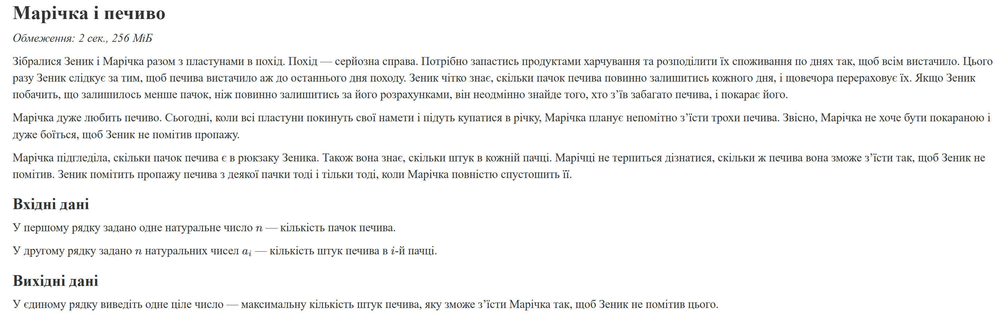 Марічка і печиво
Обмеження: 2 сек., 256 МіБ
Зібралися Зеник і Марічка разом з пластунами в похід. Похід — серйозна справа. Потрібно запастись продуктами харчування та розподілити їх споживання по днях так, щоб всім вистачило. Цього
разу Зеник слідкує за тим, щоб печива вистачило аж до останнього дня походу. Зеник чітко знає, скільки пачок печива повинно залишитись кожного дня, і щовечора перераховує їх. Якщо Зеник
побачить, що залишилось менше пачок, ніж повинно залишитись за його розрахунками, він неодмінно знайде того, хто з’їв забагато печива, і покарає його.
Марічка дуже любить печиво. Сьогодні, коли всі пластуни покинуть свої намети і підуть купатися в річку, Марічка планує непомітно з’їсти трохи печива. Звісно, Марічка не хоче бути покараною і
дуже боїться, щоб Зеник не помітив пропажу.
Марічка підгледіла, скільки пачок печива є в рюкзаку Зеника. Також вона знає, скільки штук в кожній пачці. Марічці не терпиться дізнатися, скільки ж печива вона зможе з’їсти так, щоб Зеник не
помітив. Зеник помітить пропажу печива з деякої пачки тоді і тільки тоді, коли Марічка повністю спустошить її.
Вхідні дані
У першому рядку задано одне натуральне число n — кількість пачок печива.
У другому рядку задано n натуральних чисел a_i — кількість штук печива в i-й пачці.
Вихідні дані
У єдиному рядку виведіть одне ціле число — максимальну кількість штук печива, яку зможе з’їсти Марічка так, щоб Зеник не помітив цього.